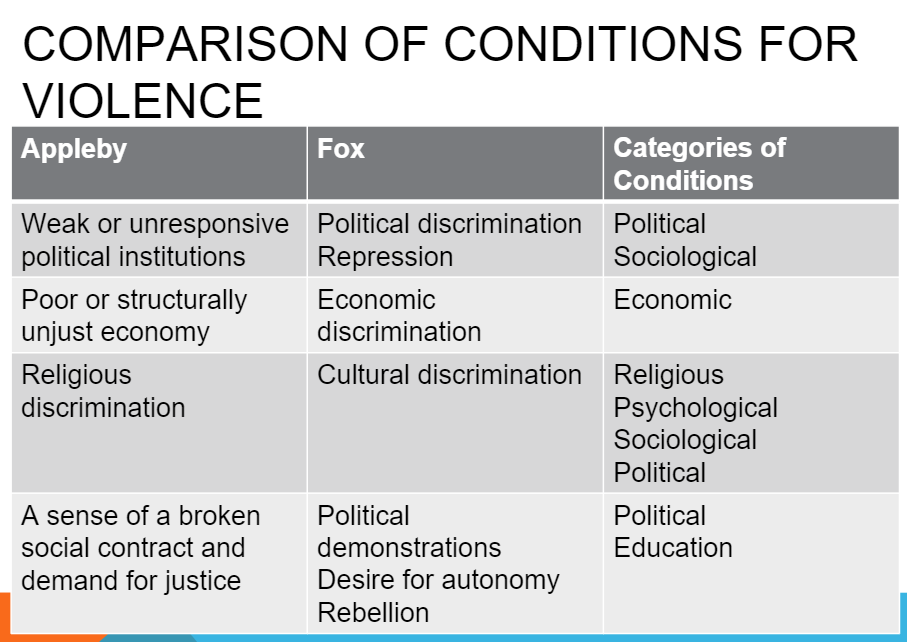 COMPARISON OF CONDITIONS FOR
VIOLENCE
Appleby
Fox
Categories of
Conditions
Weak or unresponsive
political institutions
Political discrimination
Repression
Political
Sociological
Poor or structurally
unjust economy
Economic
discrimination
Economic
Religious
discrimination
Cultural discrimination
Religious
Psychological
Sociological
Political
A sense of a broken
social contract and
demand for justice
Political
demonstrations
Desire for autonomy
Rebellion
Political
Education